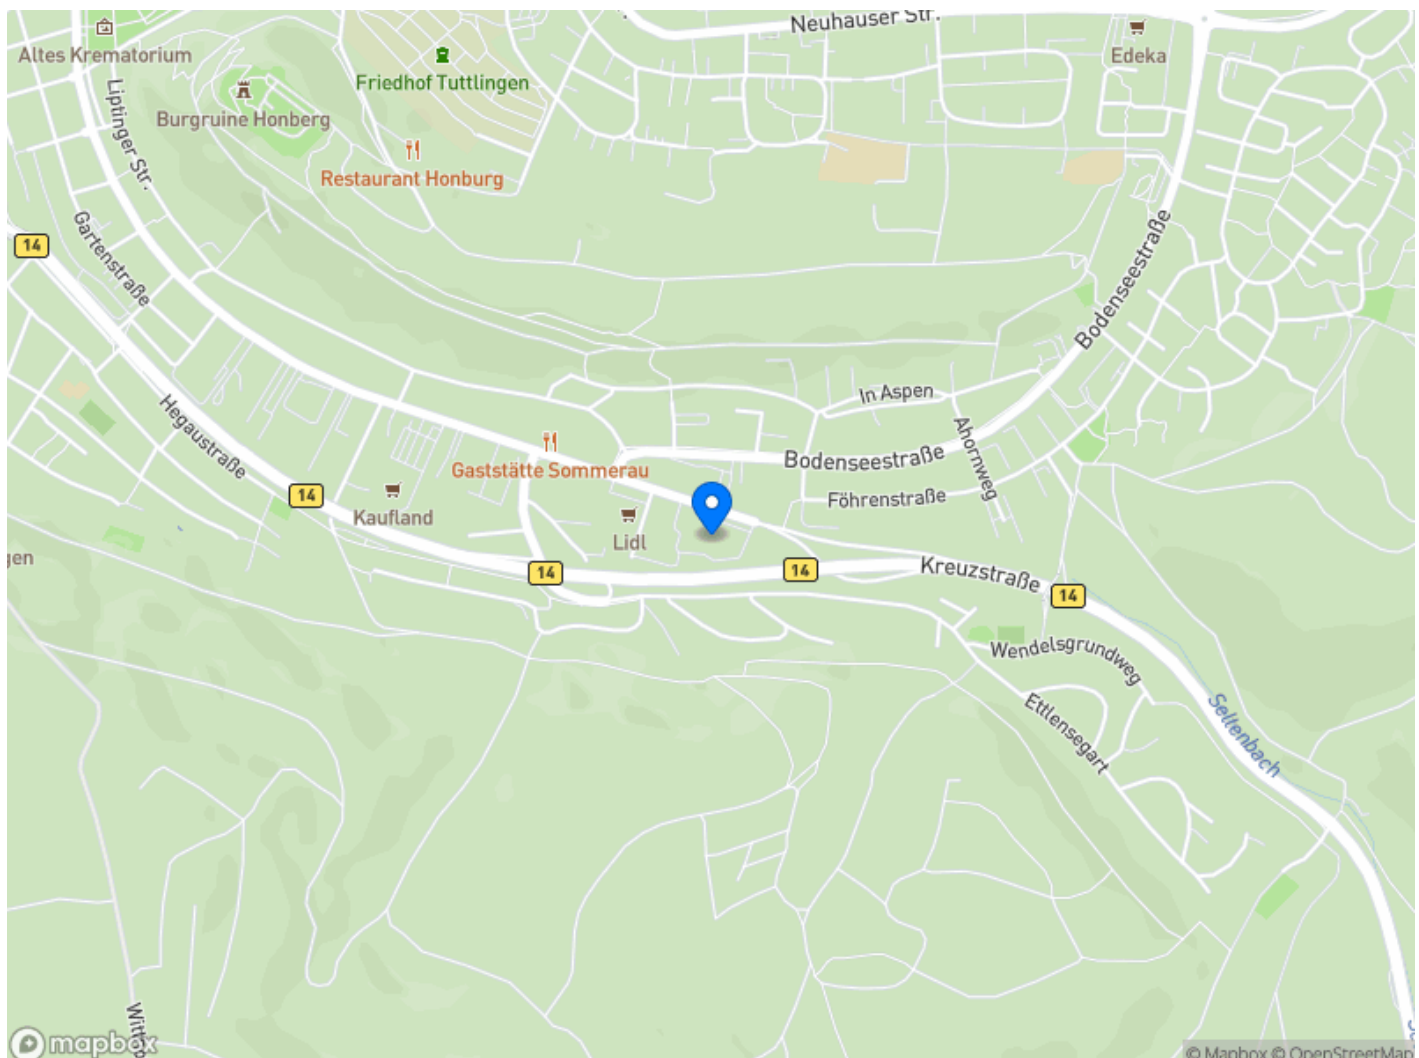 Neuhauser Str.
Edeka
Altes Krematorium
Friedhof Tuttlingen
Burgruine Honberg
Liptinger Str.
Restaurant Honburg
14
Gartenstraße
Bodenseestraße
In Aspen
Hegaustraße
Ahornweg
Gaststätte Sommerau
Bodenseestraße
14
Föhrenstraße
Kaufland
Lidl
gen
14
14
Kreuzstraße
14
Wendelsgrundweg
Ettlensegart
Seltenbach
mapbox
© Mapbox © OpenStreetMap